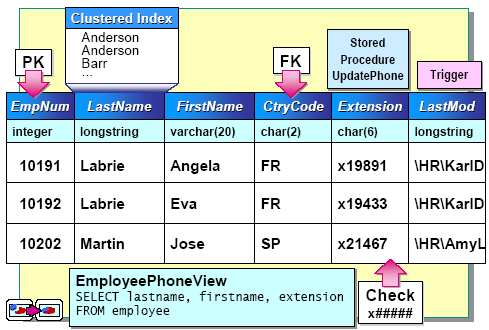 Clustered Index
Anderson
Anderson
Barr
...
PK
FK
Stored
Procedure
UpdatePhone
Trigger
EmpNum LastName FirstName CtryCode Extension LastMod
integer longstring varchar(20) char(2) char(6) longstring
10191 Labrie Angela FR x19891 \HR\KarlD
10192 Labrie Eva FR x19433 \HR\KarlD
10202 Martin Jose SP x21467 \HR\AmyL
EmployeePhoneView
SELECT lastname, firstname, extension
FROM employee
Check
x#####